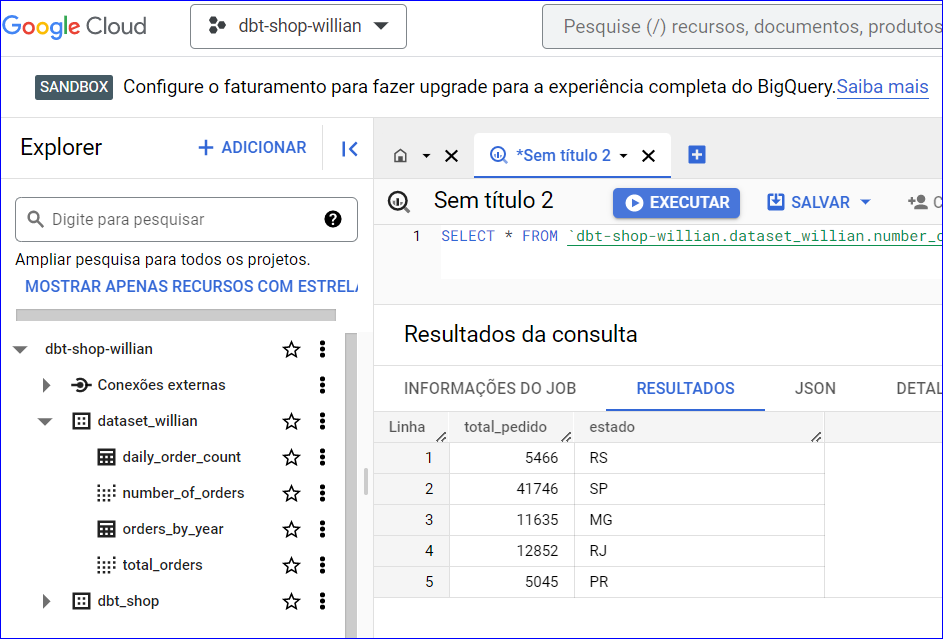 Google Cloud
dbt-shop-willian
Pesquise (/) recursos, documentos, produtos
SANDBOX Configure o faturamento para fazer upgrade para a experiência completa do BigQuery. Saiba mais
Explorer
+ ADICIONAR
*Sem título 2
Digite para pesquisar
Ampliar pesquisa para todos os projetos.
MOSTRAR APENAS RECURSOS COM ESTRELA
dbt-shop-willian
Conexões externas
dataset_willian
daily_order_count
number_of_orders
orders_by_year
total_orders
dbt_shop
Sem título 2
EXECUTAR
SALVAR
C
1 SELECT * FROM `dbt-shop-willian.dataset_willian.number_o
Resultados da consulta
INFORMAÇÕES DO JOB RESULTADOS JSON DETAL
Linha total_pedido estado
1 5466 RS
2 41746 SP
3 11635 MG
4 12852 RJ
5 5045 PR